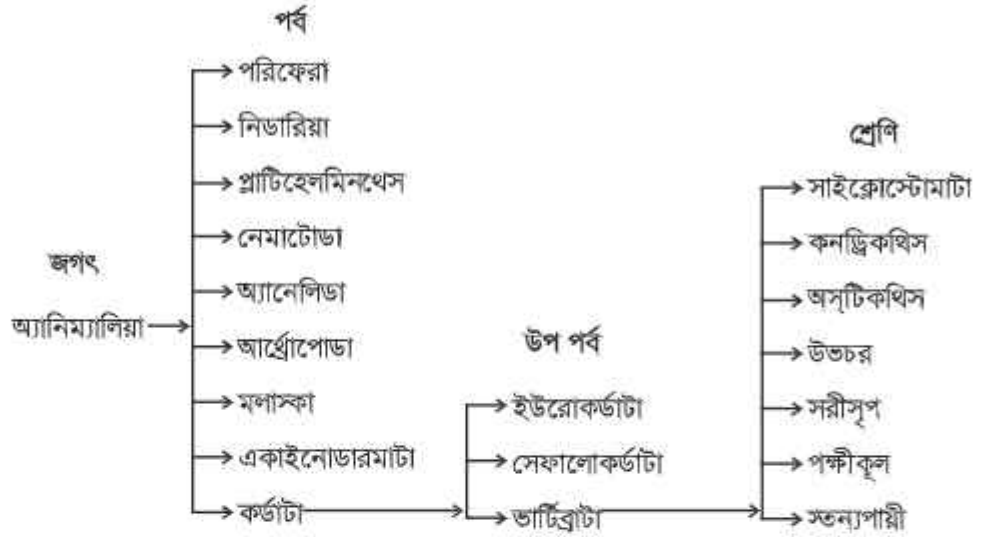 পর্ব
পরিফেরা
নিডারিয়া
প্লাটিহেলমিনথেস
নেমাটোডা
অ্যানেলিডা
আর্থ্রোপোডা
মলাস্কা
একাইনোডারমাটা
কর্ডাটা
জগৎ
অ্যানিম্যালিয়া
উপ পর্ব
ইউরোকর্ডাটা
সেফালোকর্ডাটা
ভার্টিব্রাটা
শ্রেণি
সাইক্লোস্টোমাটা
কনড্রিকথিস
অস্টিকথিস
উভচর
সরীসৃপ
পক্ষীকূল
স্তন্যপায়ী